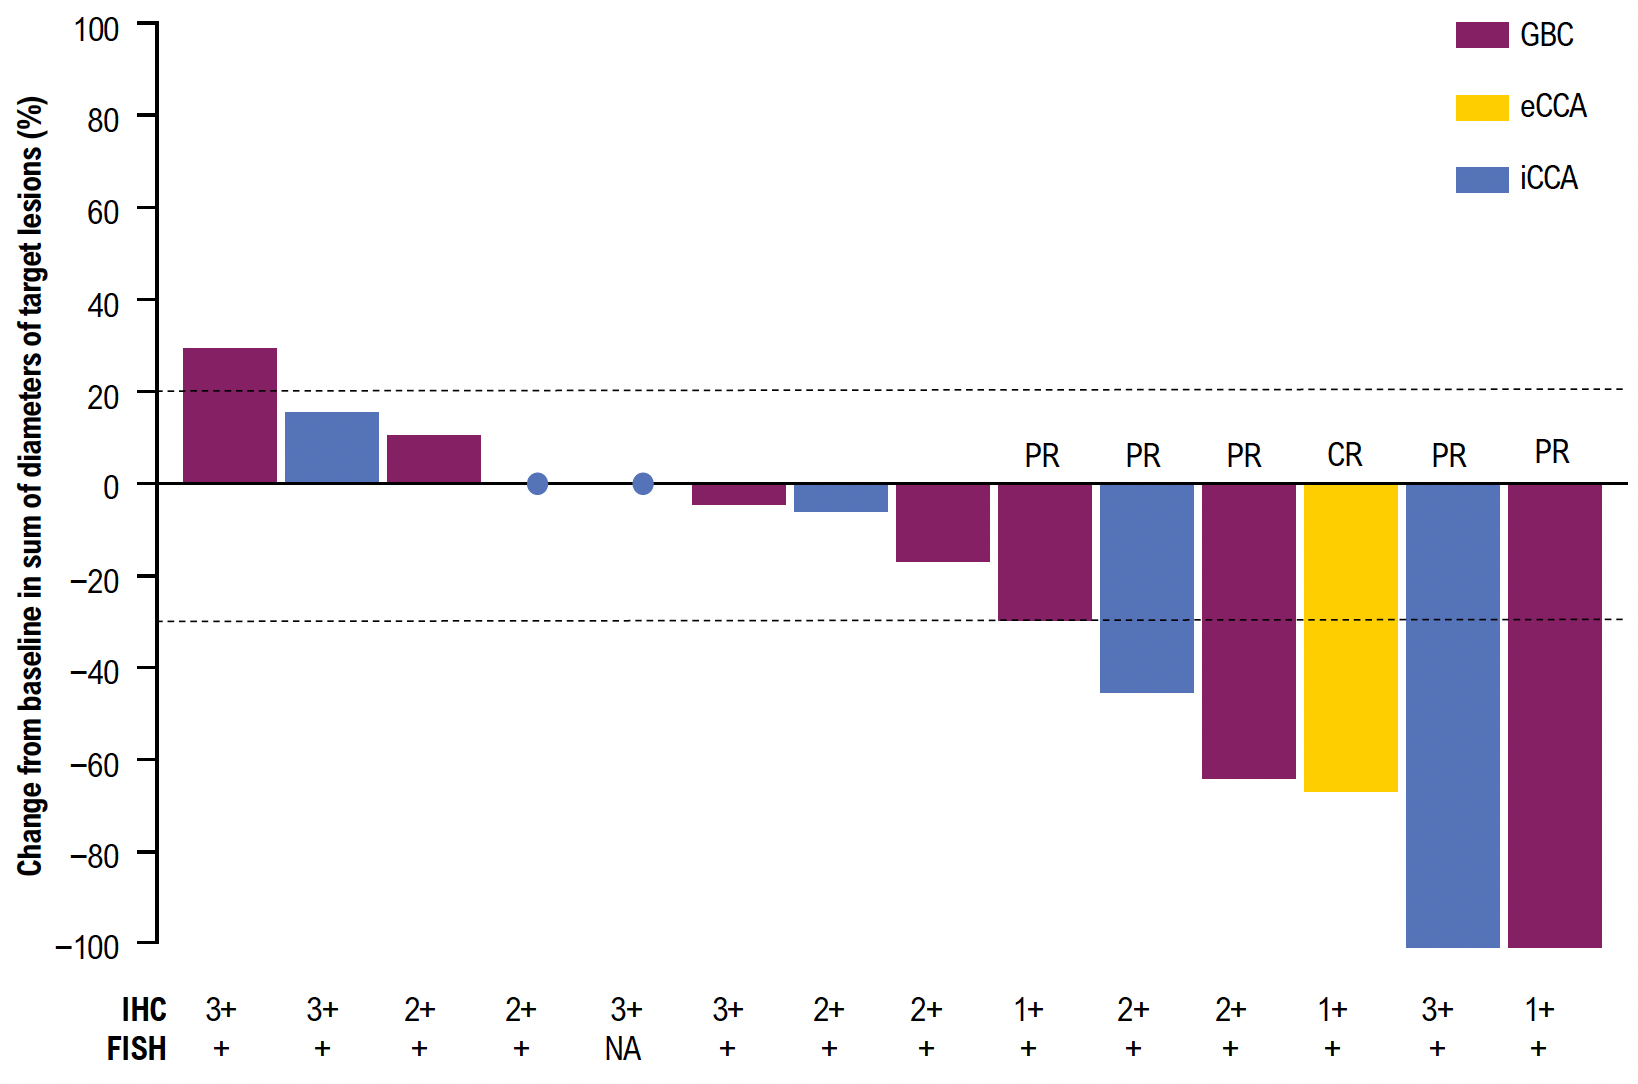 Change from baseline in sum of diameters of target lesions (%)
100
80
60
40
20
0
−20
−40
−60
−80
−100
GBC
eCCA
iCCA
PR PR PR CR PR PR
IHC 3+ 3+ 2+ 2+ 3+ 3+ 2+ 2+ 1+ 2+ 2+ 1+ 3+ 1+
FISH + + + + NA + + + + + + + + +